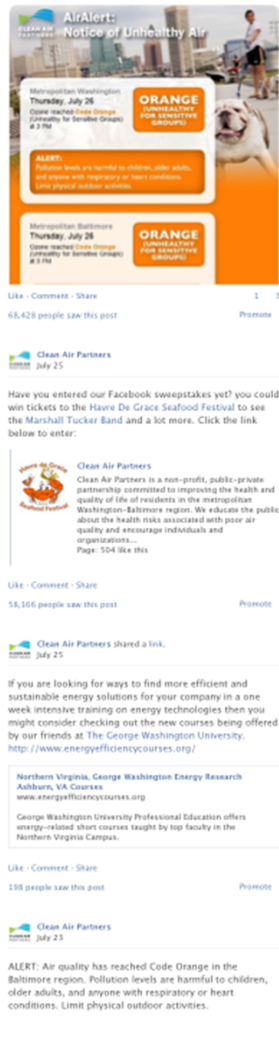 AirAlert:
Notice of Unhealthy Air
CLEAN AIR
PARTNERS
Metropolitan Washington
Thursday, July 26
Ozone reached Code Orange
(Unhealthy for Sensitive Groups)
at 3 PM
ORANGE
(UNHEALTHY
FOR SENSITIVE
GROUPS)
ALERT:
Pollution levels are harmful to children, older adults,
and anyone with respiratory or heart conditions.
Limit physical outdoor activities.
Metropolitan Baltimore
Thursday, July 26
Ozone reached Code Orange
(Unhealthy for Sensitive Groups)
at 3 PM
ORANGE
(UNHEALTHY
FOR SENSITIVE
GROUPS)
Like · Comment · Share 1
68,428 people saw this post Promote
Clean Air Partners
July 25
Have you entered our Facebook sweepstakes yet? you could
win tickets to the Havre De Grace Seafood Festival to see
the Marshall Tucker Band and a lot more. Click the link
below to enter:
Havre de Grace
Seafood Festival
Clean Air Partners
Clean Air Partners is a non-profit, public-private
partnership committed to improving the health and
quality of life of residents in the metropolitan
Washington-Baltimore region. We educate the public
about the health risks associated with poor air
quality and encourage individuals and
organizations...
Page: 504 like this
Like · Comment · Share
58,166 people saw this post Promote
Clean Air Partners shared a link.
July 25
If you are looking for ways to find more efficient and
sustainable energy solutions for your company in a one
week intensive training on energy technologies then you
might consider checking out the new courses being offered
by our friends at The George Washington University.
http://www.energyefficiencycourses.org/
Northern Virginia, George Washington Energy Research
Ashburn, VA Courses
www.energyefficiencycourses.org
George Washington University Professional Education offers
energy-related short courses taught by top faculty in the
Northern Virginia Campus.
Like · Comment · Share
198 people saw this post Promote
Clean Air Partners
July 23
ALERT: Air quality has reached Code Orange in the
Baltimore region. Pollution levels are harmful to children,
older adults, and anyone with respiratory or heart
conditions. Limit physical outdoor activities.